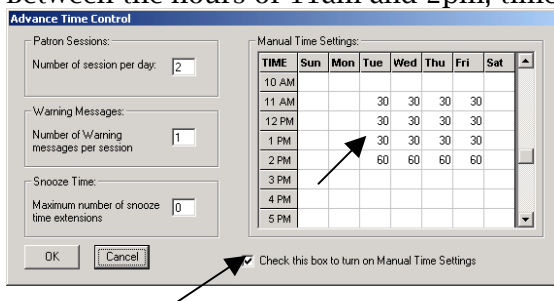 Between the hours of 11am and 2pm, time
Advance Time Control
Patron Sessions:
Number of session per day: 2
Warning Messages:
Number of Warning
messages per session 1
Snooze Time:
Maximum number of snooze
time extensions 0
OK Cancel
Manual Time Settings:
TIME Sun Mon Tue Wed Thu Fri Sat
10 AM
11 AM 30 30 30 30
12 PM 30 30 30 30
1 PM 30 30 30 30
2 PM 60 60 60 60
3 PM
4 PM
5 PM
Check this box to turn on Manual Time Settings